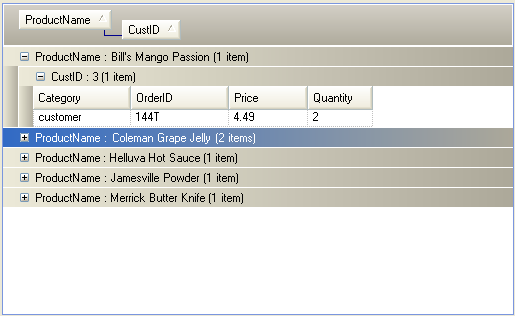 ProductName
CustID
ProductName : Bill's Mango Passion (1 item)
CustID : 3 (1 item)
Category OrderID Price Quantity
customer 144T 4.49 2
ProductName : Coleman Grape Jelly (2 items)
ProductName : Helluva Hot Sauce (1 item)
ProductName : Jamesville Powder (1 item)
ProductName : Merrick Butter Knife (1 item)